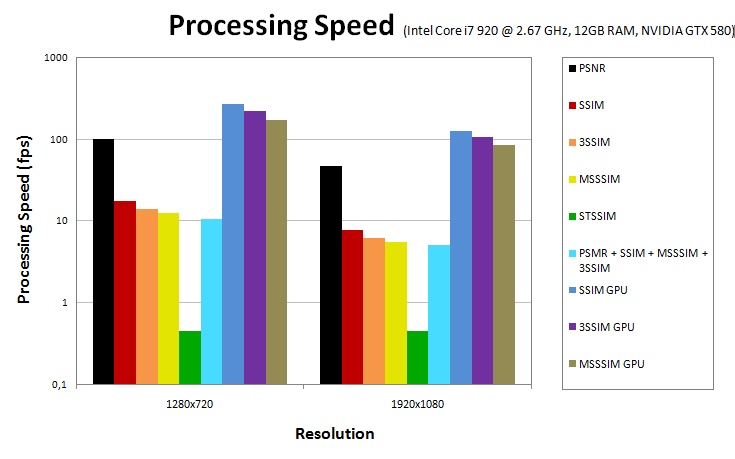 Processing Speed (Intel Core i7 920 @ 2.67 GHz, 12GB RAM, NVIDIA GTX 580)
Processing Speed (fps)
1000
100
10
1
0,1
1280x720
1920x1080
Resolution
PSNR
SSIM
3SSIM
MSSSIM
STSSIM
PSMR + SSIM + MSSSIM +
3SSIM
SSIM GPU
3SSIM GPU
MSSSIM GPU